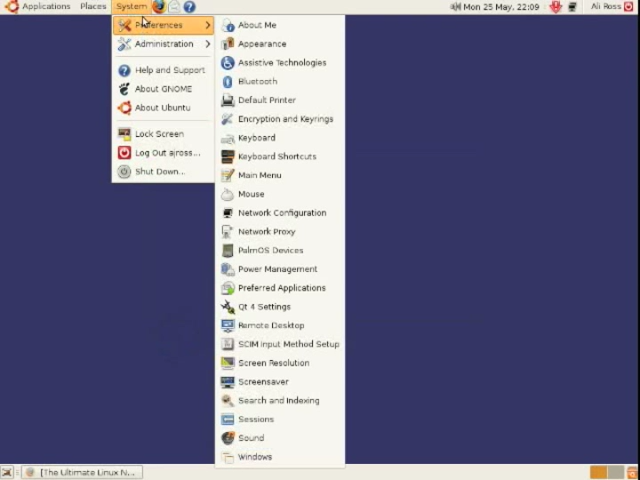 Applications Places System Mon 25 May, 22:09 Ali Ross
Preferences
Administration
Help and Support
About GNOME
About Ubuntu
Lock Screen
Log Out ajross...
Shut Down...
About Me
Appearance
Assistive Technologies
Bluetooth
Default Printer
Encryption and Keyrings
Keyboard
Keyboard Shortcuts
Main Menu
Mouse
Network Configuration
Network Proxy
PalmOS Devices
Power Management
Preferred Applications
Qt 4 Settings
Remote Desktop
SCIM Input Method Setup
Screen Resolution
Screensaver
Search and Indexing
Sessions
Sound
Windows
[The Ultimate Linux N...